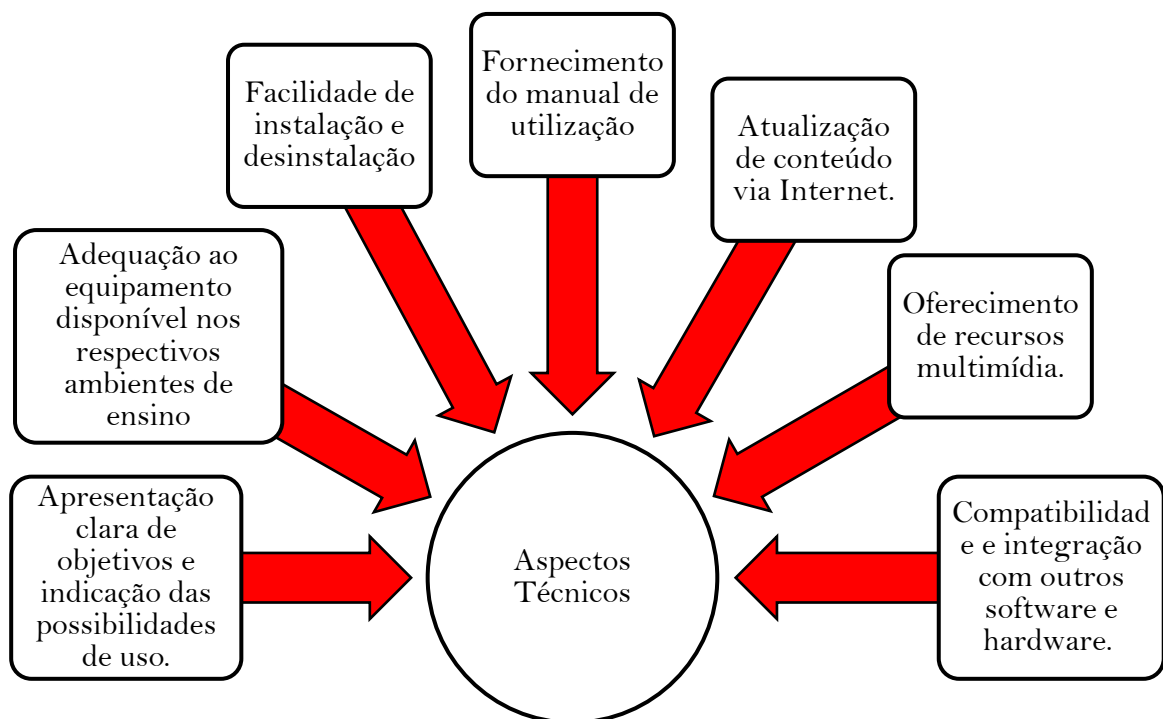 Fornecimento
do manual de
utilização
Facilidade de
instalação e
desinstalação
Atualização
de conteúdo
via Internet.
Adequação ao
equipamento
disponível nos
respectivos
ambientes de
ensino
Oferecimento
de recursos
multimídia.
Apresentação
clara de
objetivos e
indicação das
possibilidades
de uso.
Aspectos
Técnicos
Compatibilidad
e e integração
com outros
software e
hardware.